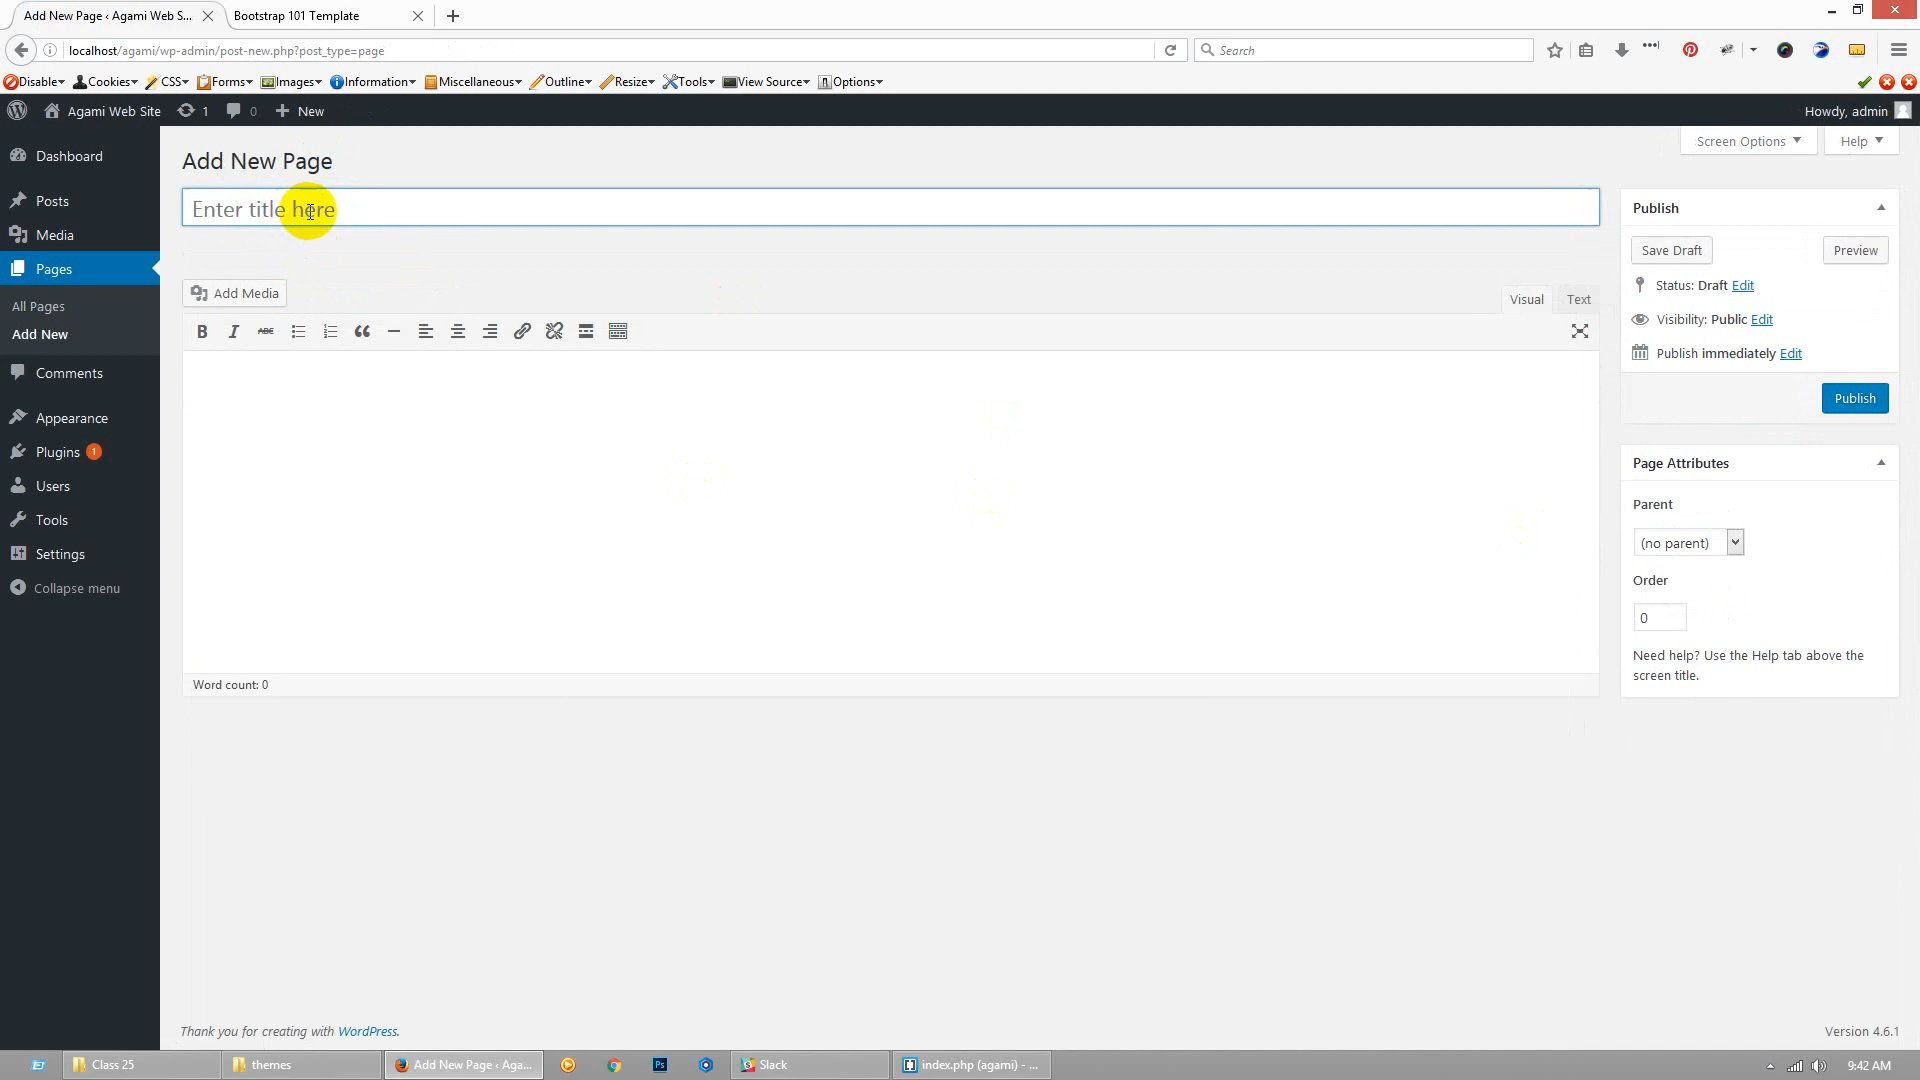 Add New Page ‹ Agami Web S...
Bootstrap 101 Template
localhost/agami/wp-admin/post-new.php?post_type=page
Search
Disable
Cookies
CSS
Forms
Images
Information
Miscellaneous
Outline
Resize
Tools
View Source
Options
Agami Web Site
1
0
New
Howdy, admin
Dashboard
Posts
Media
Pages
All Pages
Add New
Comments
Appearance
Plugins 1
Users
Tools
Settings
Collapse menu
Screen Options
Help
Add New Page
Enter title here
Add Media
Visual
Text
B I ABC
Word count: 0
Publish
Save Draft
Preview
Status: Draft Edit
Visibility: Public Edit
Publish immediately Edit
Publish
Page Attributes
Parent
(no parent)
Order
0
Need help? Use the Help tab above the
screen title.
Thank you for creating with WordPress.
Version 4.6.1
Class 25
themes
Add New Page ‹ Aga...
Ps
Slack
index.php (agami) - ...
9:42 AM